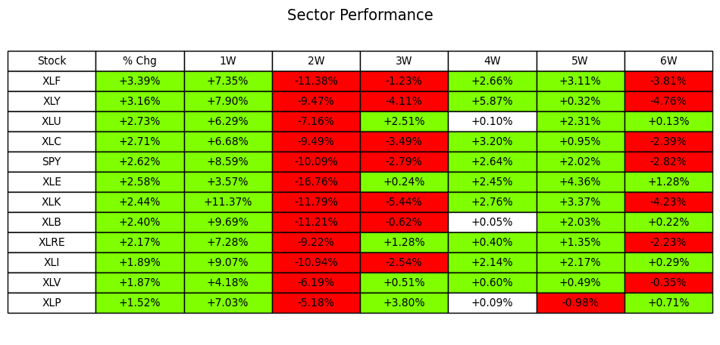 Sector Performance
Stock % Chg 1W 2W 3W 4W 5W 6W
XLF +3.39% +7.35% -11.38% -1.23% +2.66% +3.11% -3.81%
XLY +3.16% +7.90% -9.47% -4.11% +5.87% +0.32% -4.76%
XLU +2.73% +6.29% -7.16% +2.51% +0.10% +2.31% +0.13%
XLC +2.71% +6.68% -9.49% -3.49% +3.20% +0.95% -2.39%
SPY +2.62% +8.59% -10.09% -2.79% +2.64% +2.02% -2.82%
XLE +2.58% +3.57% -16.76% +0.24% +2.45% +4.36% +1.28%
XLK +2.44% +11.37% -11.79% -5.44% +2.76% +3.37% -4.23%
XLB +2.40% +9.69% -11.21% -0.62% +0.05% +2.03% +0.22%
XLRE +2.17% +7.28% -9.22% +1.28% +0.40% +1.35% -2.23%
XLI +1.89% +9.07% -10.94% -2.54% +2.14% +2.17% +0.29%
XLV +1.87% +4.18% -6.19% +0.51% +0.60% +0.49% -0.35%
XLP +1.52% +7.03% -5.18% +3.80% +0.09% -0.98% +0.71%